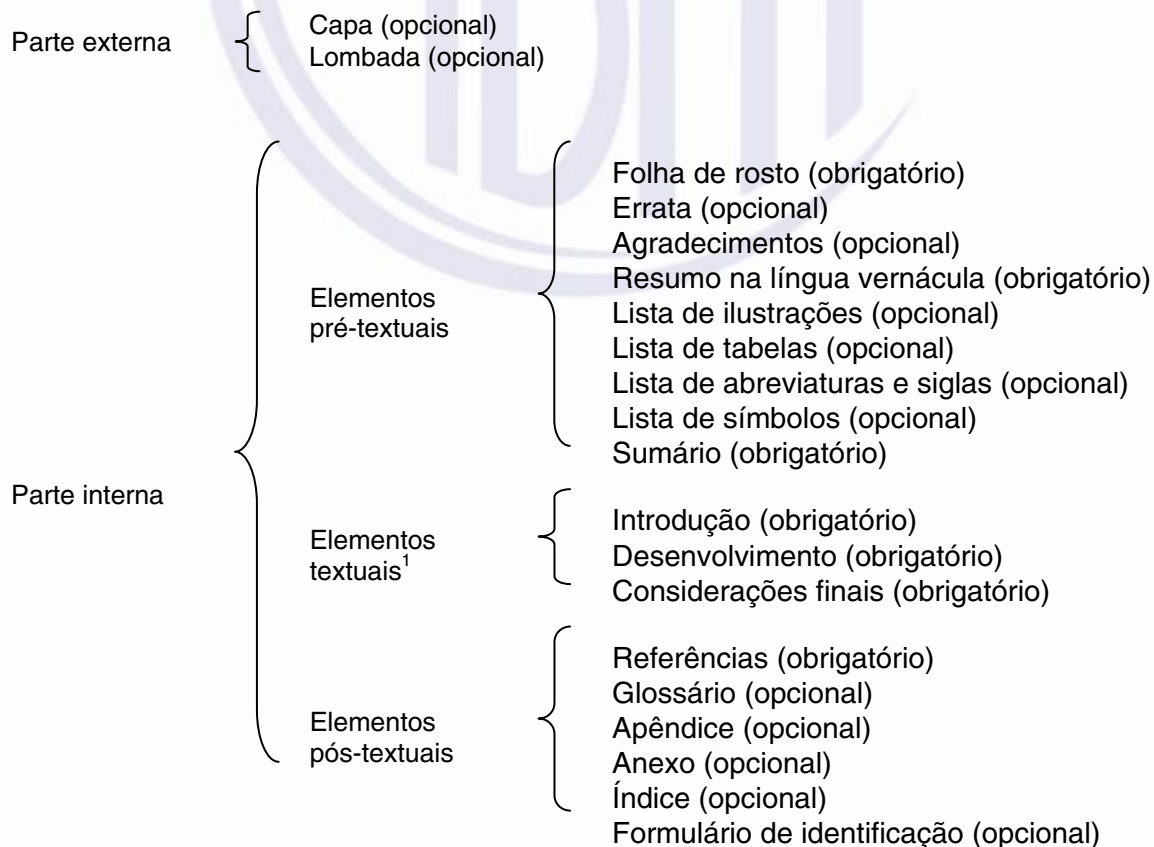 Parte externa
Capa (opcional)
Lombada (opcional)
Parte interna
Elementos
pré-textuais
Folha de rosto (obrigatório)
Errata (opcional)
Agradecimentos (opcional)
Resumo na língua vernácula (obrigatório)
Lista de ilustrações (opcional)
Lista de tabelas (opcional)
Lista de abreviaturas e siglas (opcional)
Lista de símbolos (opcional)
Sumário (obrigatório)
Elementos
textuais¹
Introdução (obrigatório)
Desenvolvimento (obrigatório)
Considerações finais (obrigatório)
Elementos
pós-textuais
Referências (obrigatório)
Glossário (opcional)
Apêndice (opcional)
Anexo (opcional)
Índice (opcional)
Formulário de identificação (opcional)